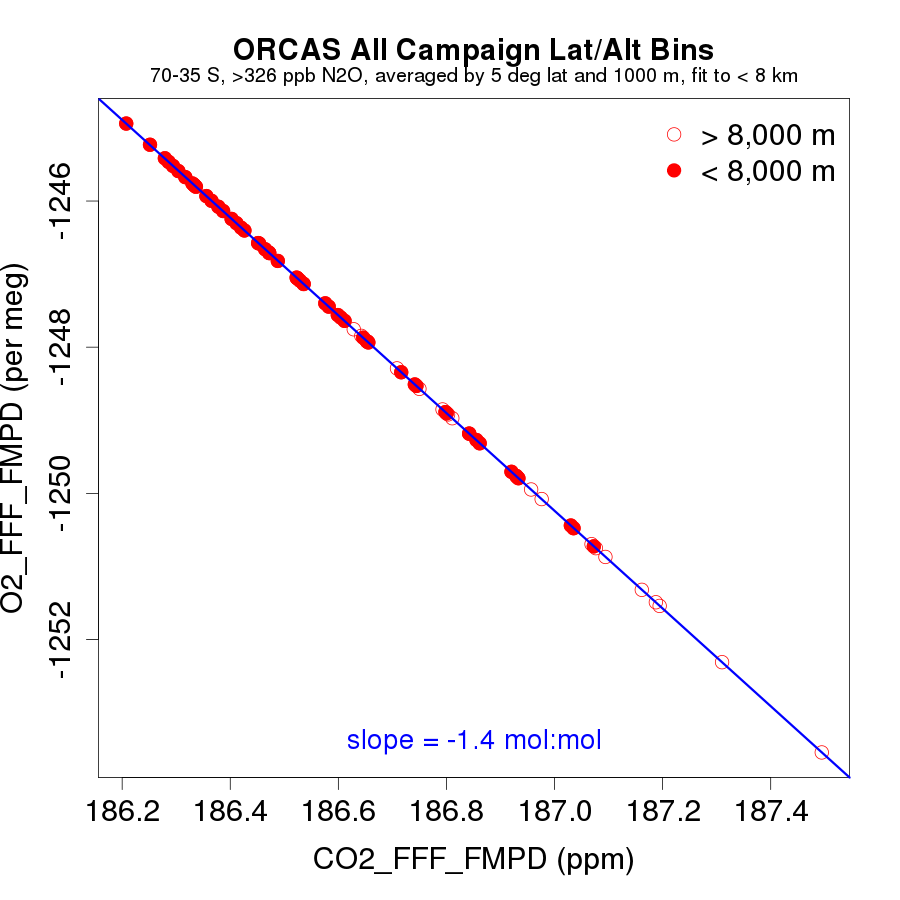 ORCAS All Campaign Lat/Alt Bins
70-35 S, >326 ppb N2O, averaged by 5 deg lat and 1000 m, fit to < 8 km
> 8,000 m
< 8,000 m
O2_FFF_FMPD (per meg)
-1246
-1248
-1250
-1252
slope = -1.4 mol:mol
186.2 186.4 186.6 186.8 187.0 187.2 187.4
CO2_FFF_FMPD (ppm)